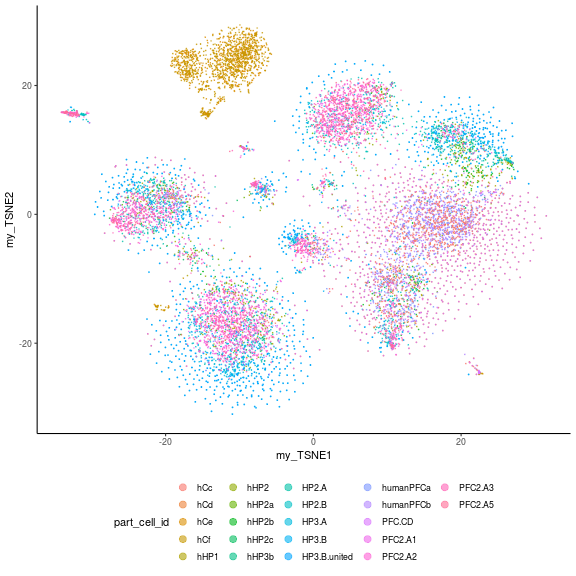 my_TSNE2
20
0
-20
-20
0
20
my_TSNE1
part_cell_id
hCc
hCd
hCe
hCf
hHP1
hHP2
hHP2a
hHP2b
hHP2c
hHP3b
HP2.A
HP2.B
HP3.A
HP3.B
HP3.B.united
humanPFCa
humanPFCb
PFC.CD
PFC2.A1
PFC2.A2
PFC2.A3
PFC2.A5